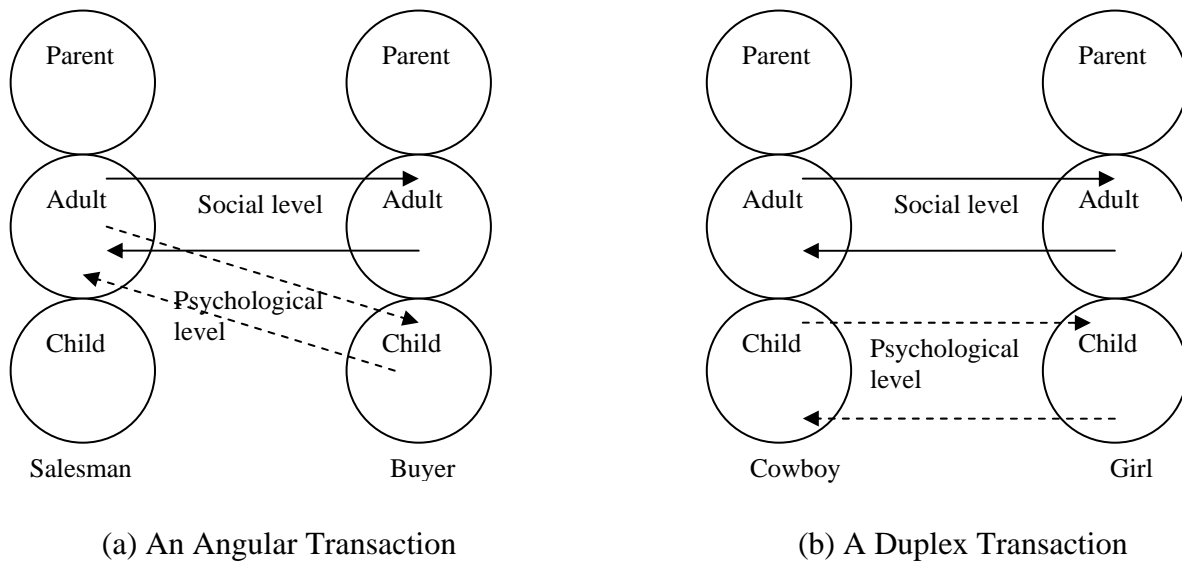 Parent Parent Parent Parent
Adult Social level Adult Adult Social level Adult
Psychological level
Child Child Child Psychological level Child
Salesman Buyer Cowboy Girl
(a) An Angular Transaction (b) A Duplex Transaction